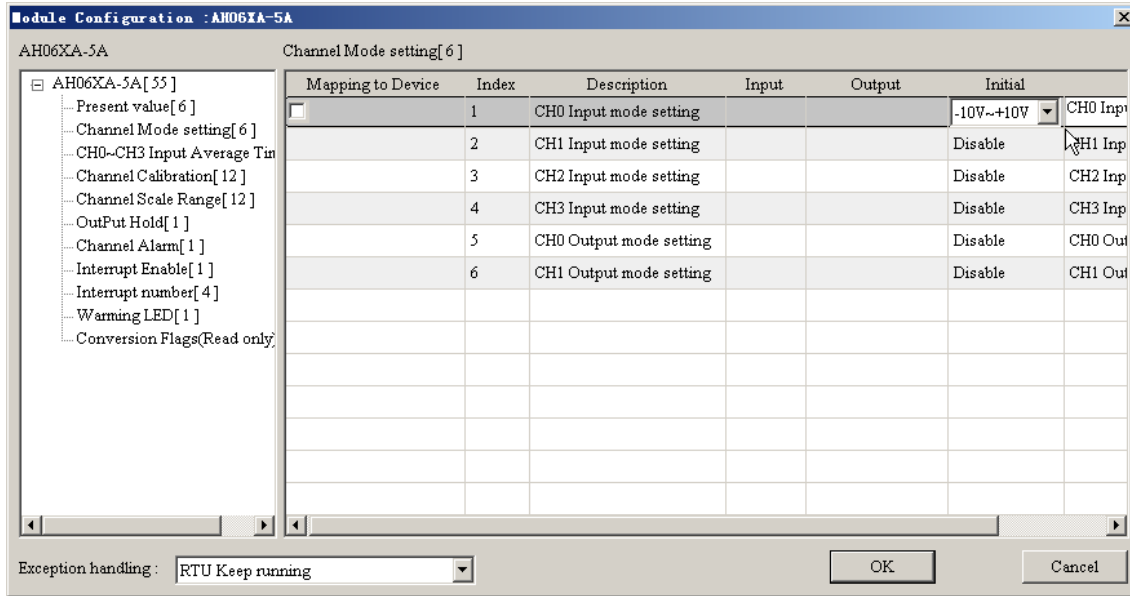 Module Configuration :AH06XA-5A
AH06XA-5A
Channel Mode setting[ 6 ]
AH06XA-5A[ 55 ]
Present value[ 6 ]
Channel Mode setting[ 6 ]
CH0~CH3 Input Average Tim
Channel Calibration[ 12 ]
Channel Scale Range[ 12 ]
OutPut Hold[ 1 ]
Channel Alarm[ 1 ]
Interrupt Enable[ 1 ]
Interrupt number[ 4 ]
Warming LED[ 1 ]
Conversion Flags(Read only)
Mapping to Device Index Description Input Output Initial
1 CH0 Input mode setting -10V~+10V CH0 Inp
2 CH1 Input mode setting Disable CH1 Inp
3 CH2 Input mode setting Disable CH2 Inp
4 CH3 Input mode setting Disable CH3 Inp
5 CH0 Output mode setting Disable CH0 Out
6 CH1 Output mode setting Disable CH1 Out
Exception handling : RTU Keep running
OK Cancel